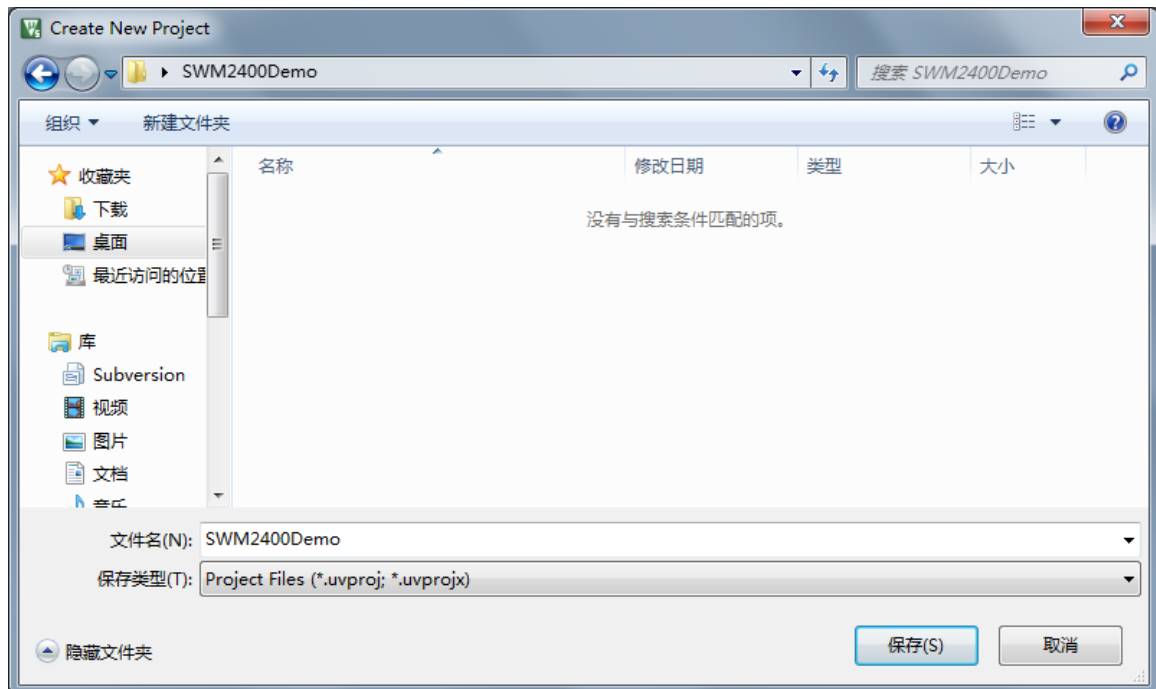 Create New Project
SWM2400Demo
搜索 SWM2400Demo
组织
新建文件夹
名称
修改日期
类型
大小
没有与搜索条件匹配的项。
收藏夹
下载
桌面
最近访问的位置
库
Subversion
视频
图片
文档
音乐
文件名(N): SWM2400Demo
保存类型(T): Project Files (*.uvproj; *.uvprojx)
隐藏文件夹
保存(S)
取消